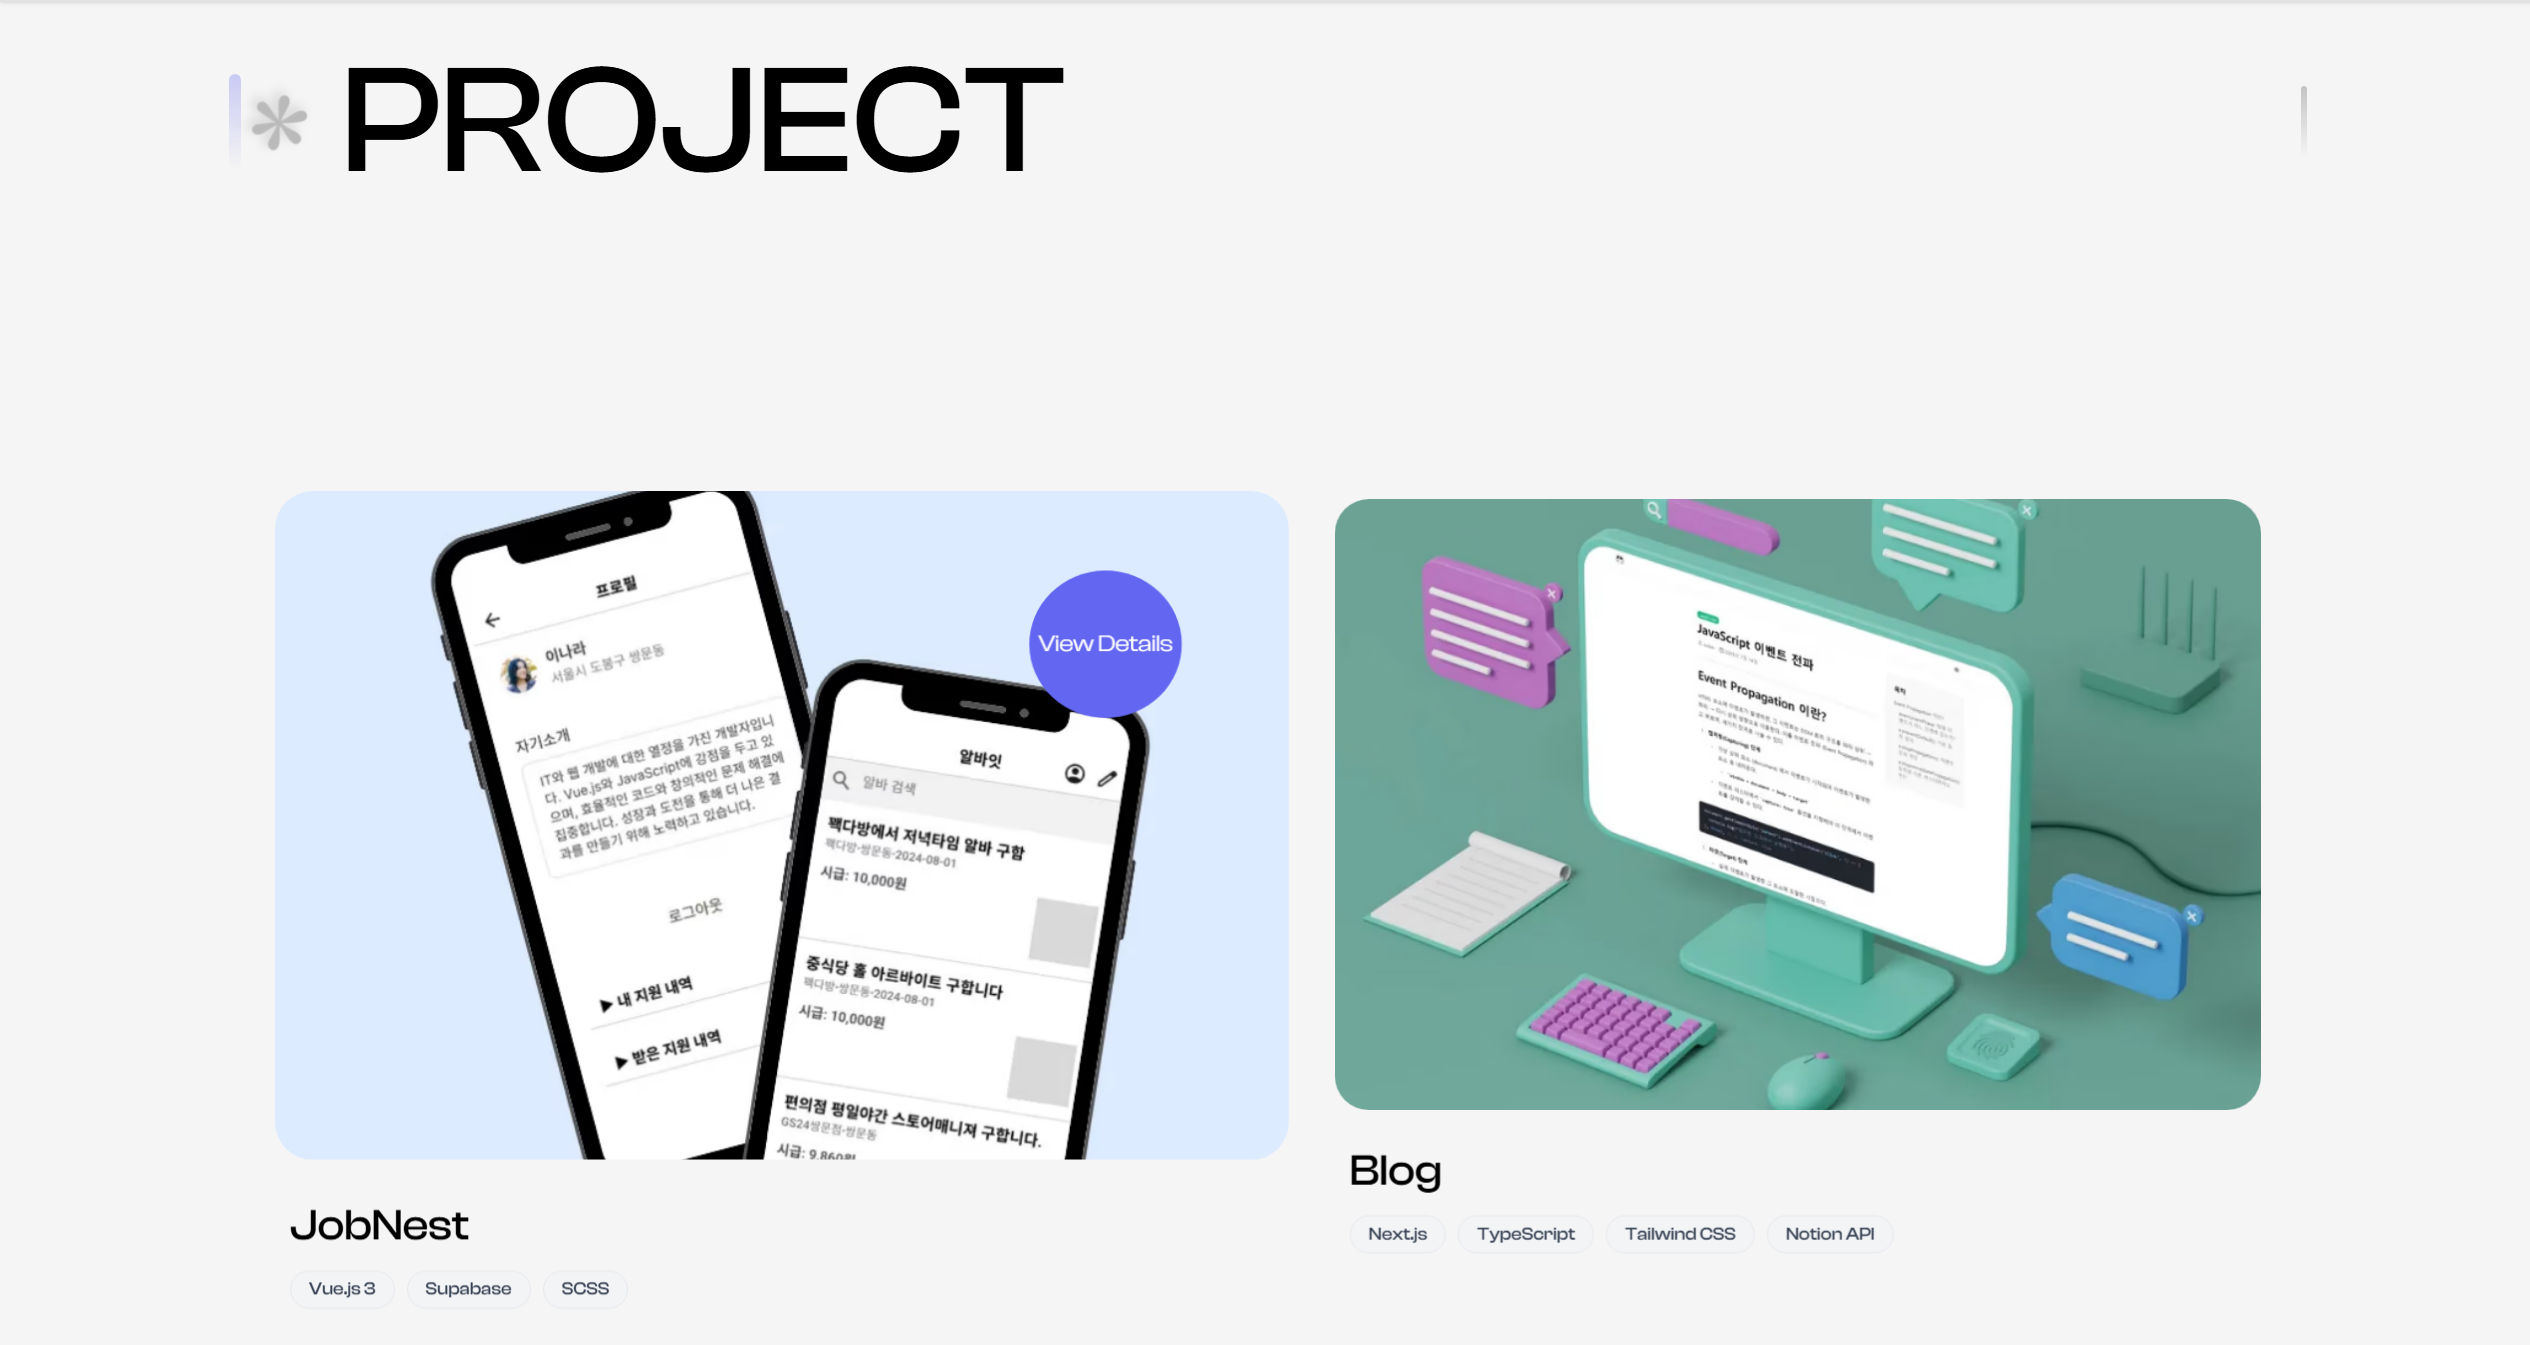 PROJECT
View Details
프로필
이나라
서울시 도봉구 쌍문동
자기소개
IT와 웹 개발에 대한 열정을 가진 개발자입니
다. Vue.js와 JavaScript에 강점을 두고 있
으며, 효율적인 코드와 창의적인 문제 해결에
집중합니다. 성장과 도전을 통해 더 나은 결
과를 만들기 위해 노력하고 있습니다.
로그아웃
▶ 내 지원 내역
▶ 받은 지원 내역
알바잇
알바 검색
꽥다방에서 저녁타임 알바 구함
꽥다방•쌍문동•2024-08-01
시급: 10,000원
중식당 홀 아르바이트 구합니다
꽥다방•쌍문동•2024-08-01
시급: 10,000원
편의점 평일야간 스토어매니저 구합니다.
GS24쌍문점•쌍문동
시급: 9,860원
JobNest
Vue.js 3
Supabase
SCSS
JavaScript 이벤트 전파
Event Propagation 이란?
목차
Blog
Next.js
TypeScript
Tailwind CSS
Notion API